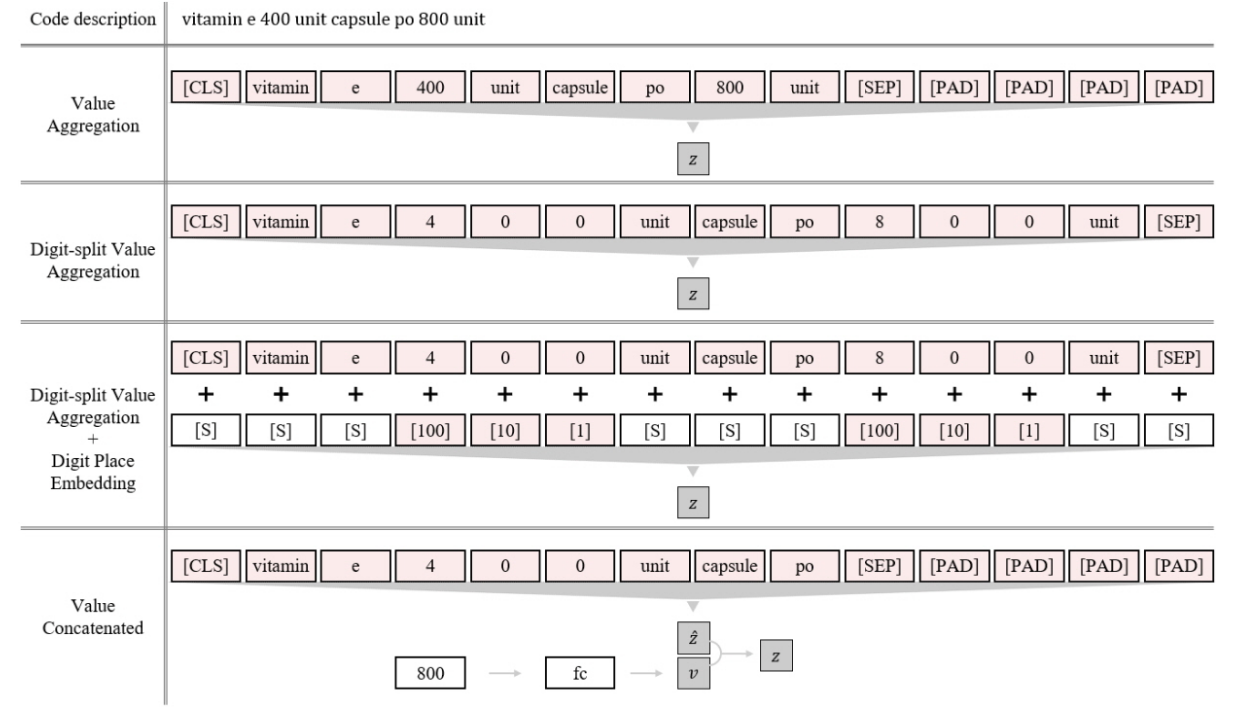 Code description vitamin e 400 unit capsule po 800 unit
Value
Aggregation
[CLS] vitamin e 400 unit capsule po 800 unit [SEP] [PAD] [PAD] [PAD] [PAD]
z
Digit-split Value
Aggregation
[CLS] vitamin e 4 0 0 unit capsule po 8 0 0 unit [SEP]
z
Digit-split Value
Aggregation
+
Digit Place
Embedding
[CLS] vitamin e 4 0 0 unit capsule po 8 0 0 unit [SEP]
+ + + + + + + + + + + + + +
[S] [S] [S] [100] [10] [1] [S] [S] [S] [100] [10] [1] [S] [S]
z
Value
Concatenated
[CLS] vitamin e 4 0 0 unit capsule po [SEP] [PAD] [PAD] [PAD] [PAD]
ẑ
z
800 fc v